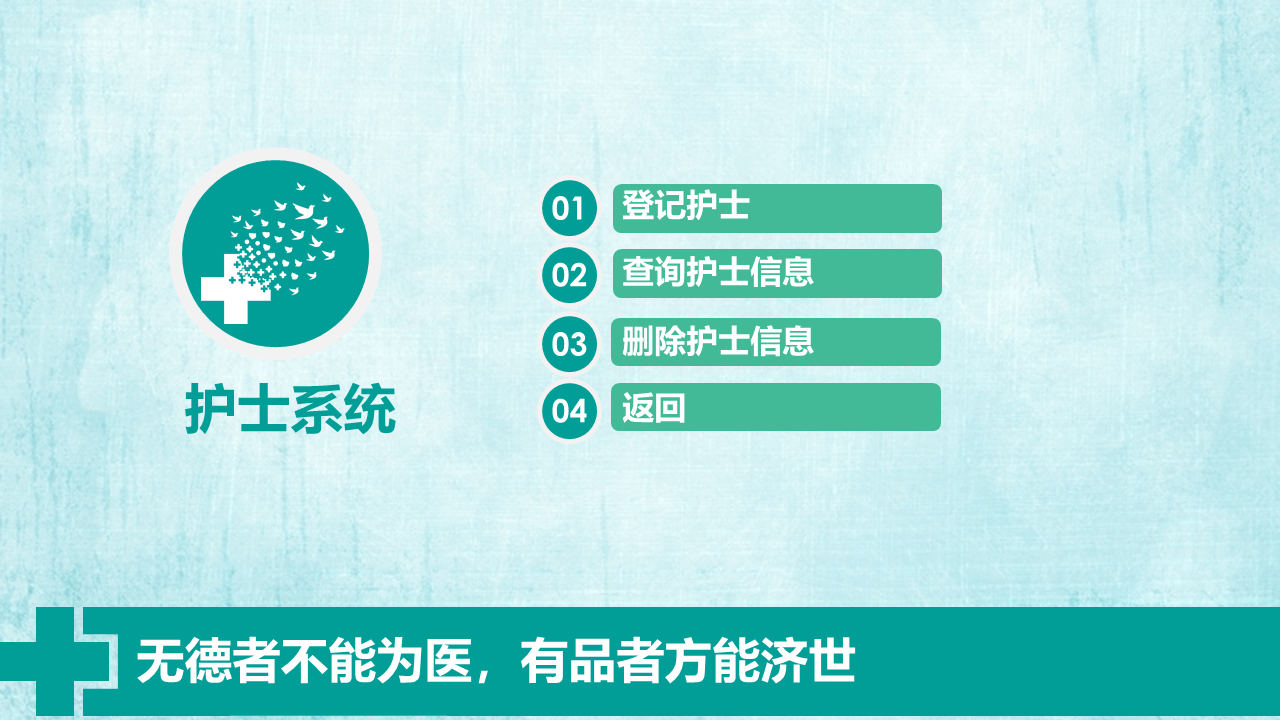 护士系统
01 登记护士
02 查询护士信息
03 删除护士信息
04 返回
无德者不能为医，有品者方能济世